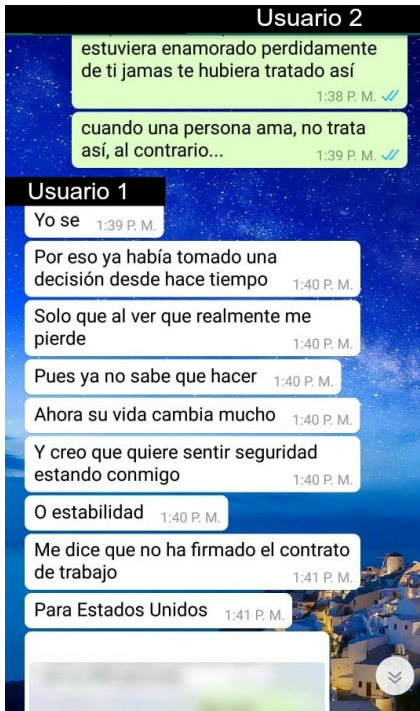 Usuario 2
estuviera enamorado perdidamente
de ti jamas te hubiera tratado así
1:38 P. M.
cuando una persona ama, no trata
así, al contrario...
1:39 P. M.
Usuario 1
Yo se 1:39 P. M.
Por eso ya había tomado una
decisión desde hace tiempo 1:40 P. M.
Solo que al ver que realmente me
pierde 1:40 P. M.
Pues ya no sabe que hacer 1:40 P. M.
Ahora su vida cambia mucho 1:40 P. M.
Y creo que quiere sentir seguridad
estando conmigo 1:40 P. M.
O estabilidad 1:40 P. M.
Me dice que no ha firmado el contrato
de trabajo 1:41 P. M.
Para Estados Unidos 1:41 P. M.